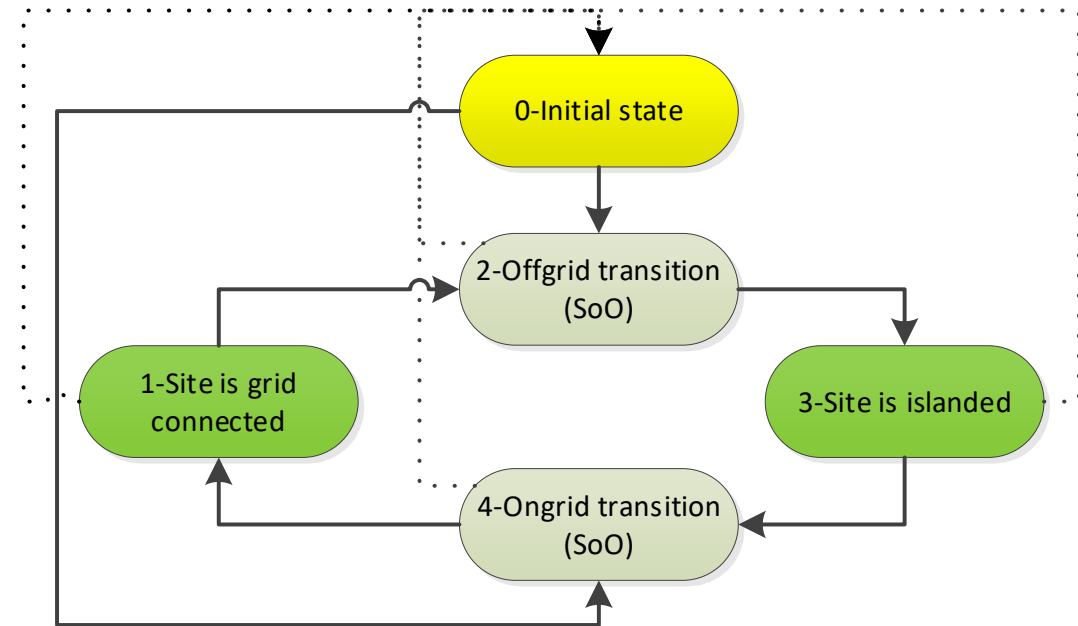 0-Initial state
2-Offgrid transition
(SoO)
1-Site is grid
connected
3-Site is islanded
4-Ongrid transition
(SoO)